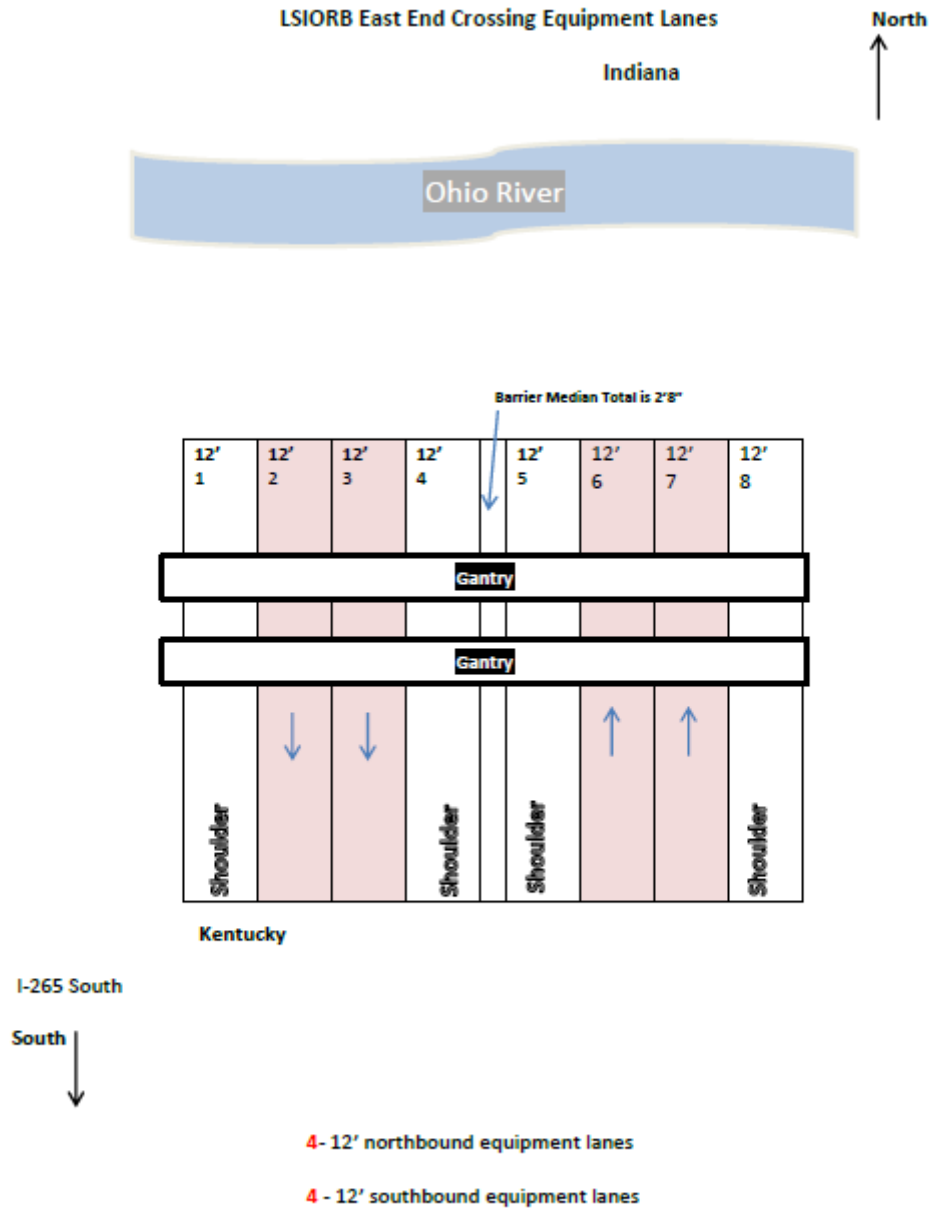 LSIORB East End Crossing Equipment Lanes
North
Indiana
Ohio River
Barrier Median Total is 2'8"
12' 12' 12' 12' 12' 12' 12' 12'
1 2 3 4 5 6 7 8
Gantry
Gantry
Shoulder Shoulder Shoulder Shoulder
Kentucky
I-265 South
South
4- 12' northbound equipment lanes
4 - 12' southbound equipment lanes